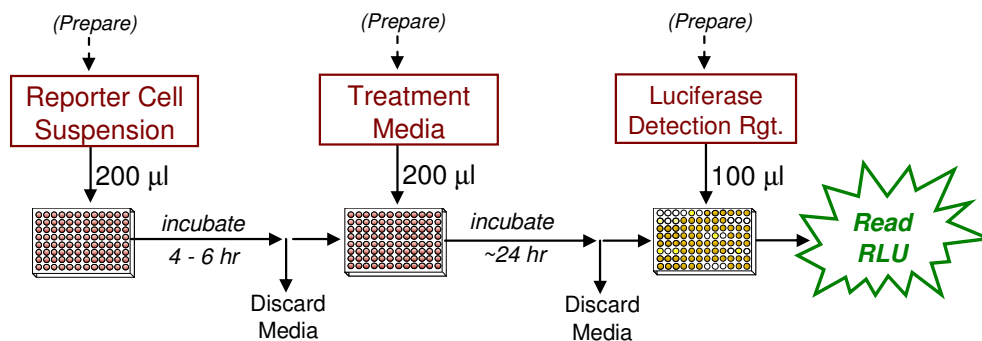 (Prepare)
(Prepare)
(Prepare)
Reporter Cell
Suspension
Treatment
Media
Luciferase
Detection Rgt.
200 µl
200 µl
100 µl
incubate
4 - 6 hr
incubate
~24 hr
Read
RLU
Discard
Media
Discard
Media